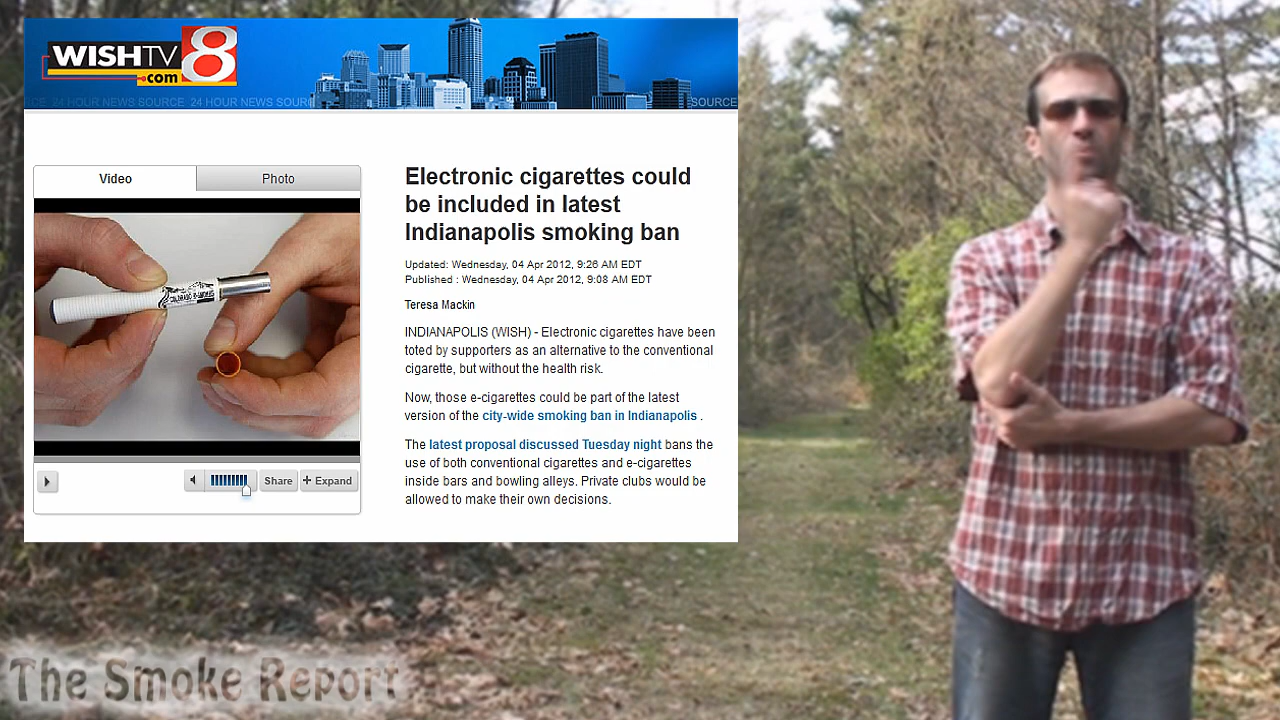 WISHTV 8
.com
24 HOUR NEWS SOURCE 24 HOUR NEWS SOURC
SOURCE
Video
Photo
Electronic cigarettes could
be included in latest
Indianapolis smoking ban
Updated: Wednesday, 04 Apr 2012, 9:26 AM EDT
Published : Wednesday, 04 Apr 2012, 9:08 AM EDT
Teresa Mackin
INDIANAPOLIS (WISH) - Electronic cigarettes have been
toted by supporters as an alternative to the conventional
cigarette, but without the health risk.
Now, those e-cigarettes could be part of the latest
version of the city-wide smoking ban in Indianapolis .
The latest proposal discussed Tuesday night bans the
use of both conventional cigarettes and e-cigarettes
inside bars and bowling alleys. Private clubs would be
allowed to make their own decisions.
Share
+ Expand
The Smoke Report